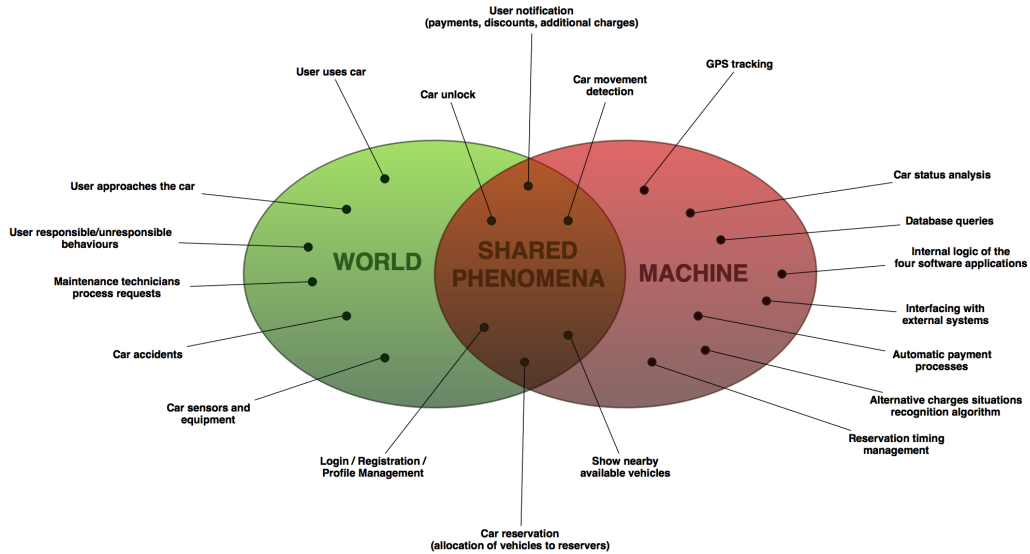 User notification
(payments, discounts, additional charges)
User uses car
Car unlock
Car movement
detection
GPS tracking
User approaches the car
Car status analysis
User responsible/unresponsible
behaviours
Database queries
WORLD
SHARED
PHENOMENA
MACHINE
Internal logic of the
four software applications
Maintenance technicians
process requests
Interfacing with
external systems
Car accidents
Automatic payment
processes
Car sensors and
equipment
Alternative charges situations
recognition algorithm
Reservation timing
management
Login / Registration /
Profile Management
Show nearby
available vehicles
Car reservation
(allocation of vehicles to reservers)